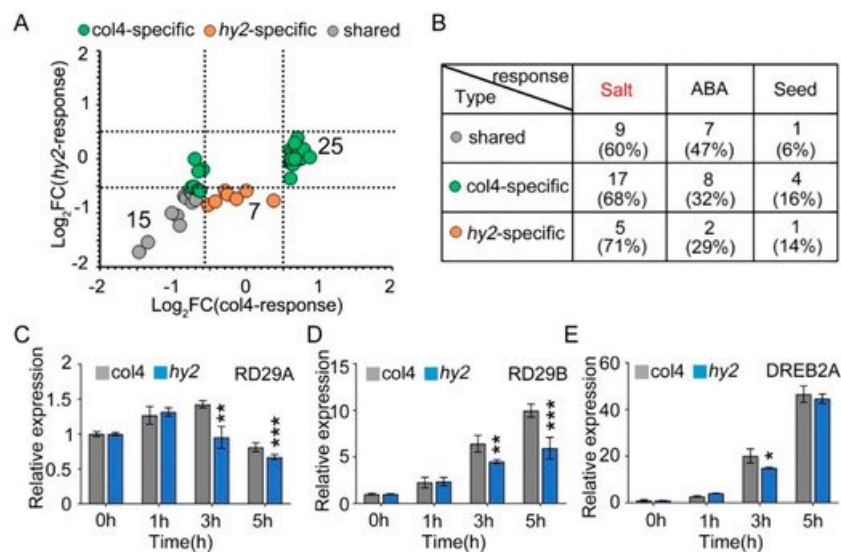 A
col4-specific hy2-specific shared
2
1
0
-1
-2
Log2FC(hy2-response)
25
15
7
-2 -1 0 1 2
Log2FC(col4-response)
B
response
Type
Salt ABA Seed
shared 9 (60%) 7 (47%) 1 (6%)
col4-specific 17 (68%) 8 (32%) 4 (16%)
hy2-specific 5 (71%) 2 (29%) 1 (14%)
C
Relative expression
2
1.5
1
0.5
0
col4 hy2 RD29A
**
***
0h 1h 3h 5h
Time(h)
D
Relative expression
15
10
5
0
col4 hy2 RD29B
**
***
0h 1h 3h 5h
Time(h)
E
Relative expression
60
40
20
0
col4 hy2 DREB2A
*
0h 1h 3h 5h
Time(h)